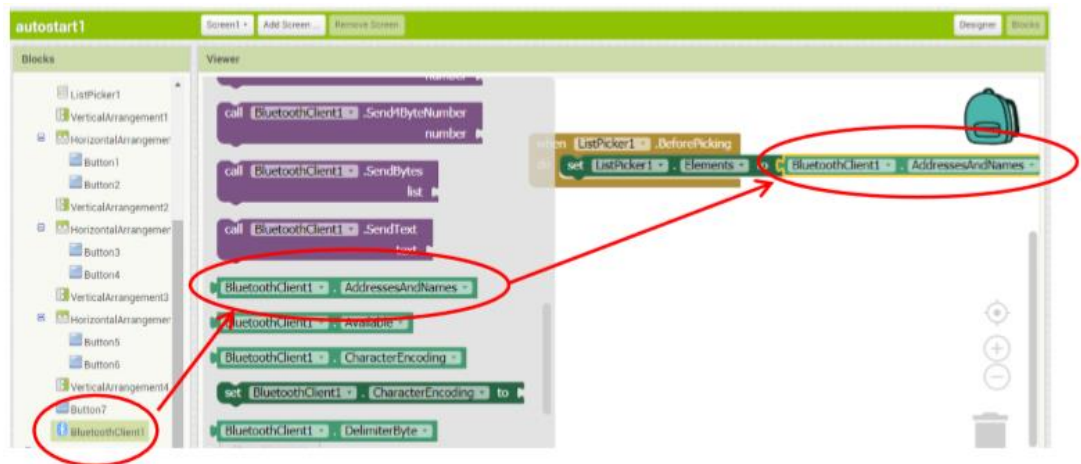 autostart1
Screen1
Add Screen ...
Remove Screen
Designer
Blocks
Blocks
Viewer
ListPicker1
VerticalArrangement1
HorizontalArrangemen
Button1
Button2
VerticalArrangement2
HorizontalArrangemen
Button3
Button4
VerticalArrangement3
HorizontalArrangemen
Button5
Button6
VerticalArrangement4
Button7
BluetoothClient1
number
call BluetoothClient1 .Send4ByteNumber
number
call BluetoothClient1 .SendBytes
list
call BluetoothClient1 .SendText
text
BluetoothClient1 . AddressesAndNames
BluetoothClient1 . Available
BluetoothClient1 . CharacterEncoding
set BluetoothClient1 . CharacterEncoding to
BluetoothClient1 . DelimiterByte
when ListPicker1 .BeforePicking
do set ListPicker1 . Elements to BluetoothClient1 . AddressesAndNames